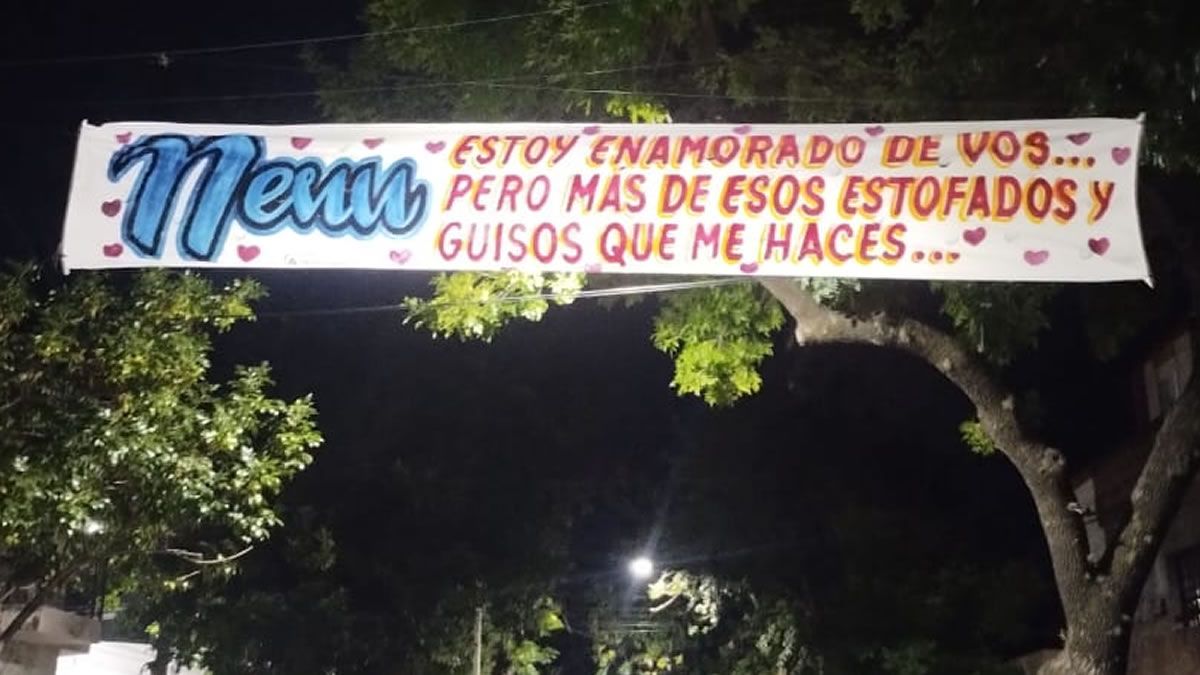 Nenu
ESTOY ENAMORADO DE VOS...
PERO MÁS DE ESOS ESTOFADOS Y
GUISOS QUE ME HACES...